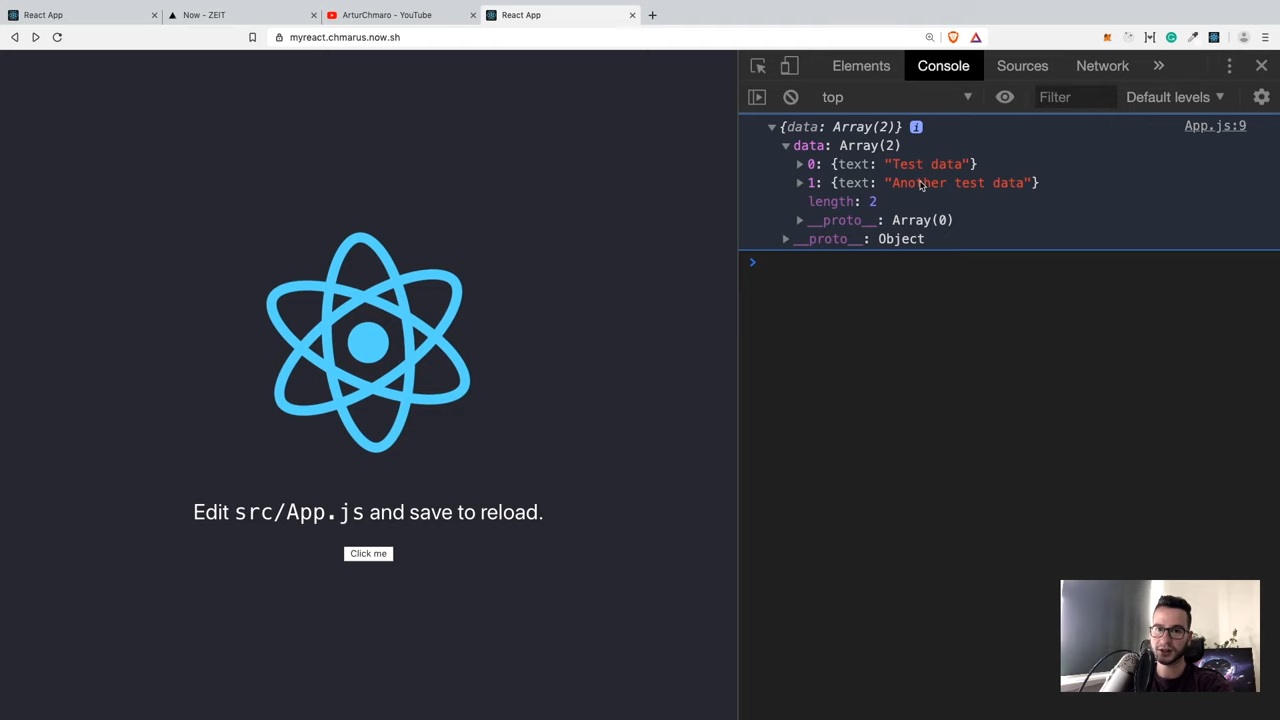 React App
Now - ZEIT
ArturChmaro - YouTube
React App
myreact.chmarus.now.sh
Elements
Console
Sources
Network
top
Filter
Default levels
{data: Array(2)}
App.js:9
data: Array(2)
0: {text: "Test data"}
1: {text: "Another test data"}
length: 2
__proto__: Array(0)
__proto__: Object
Edit src/App.js and save to reload.
Click me